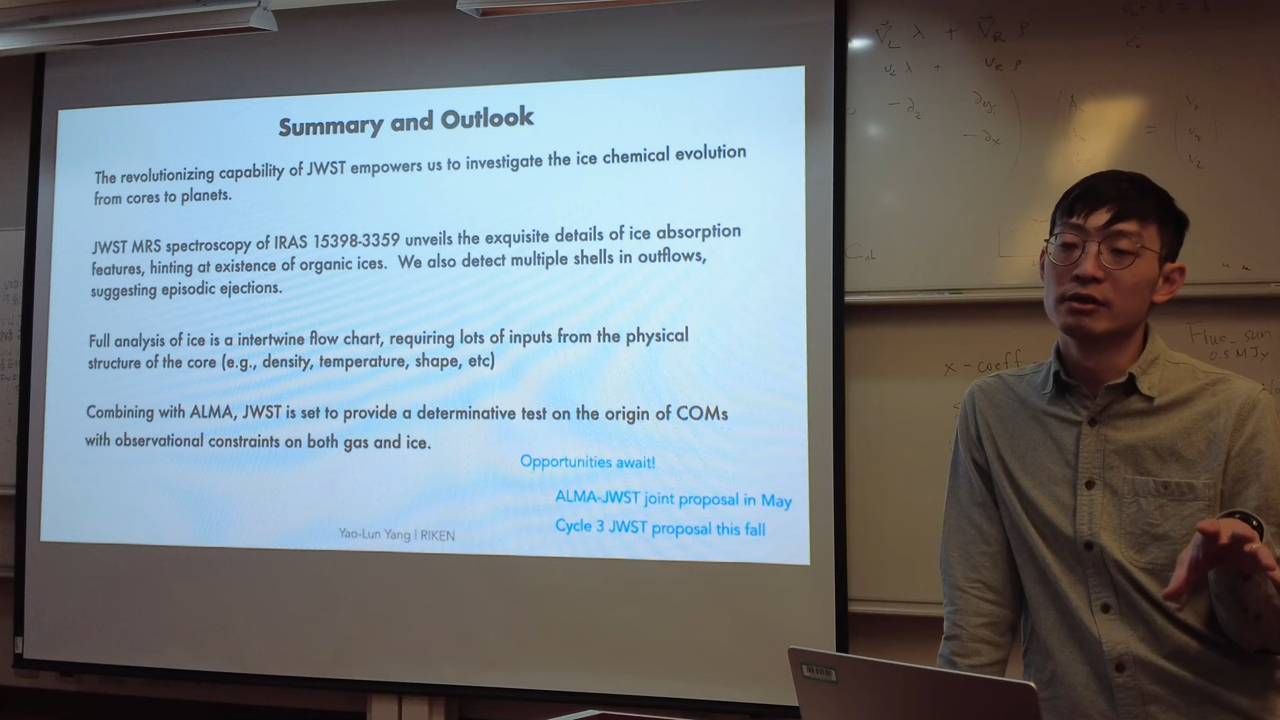 Summary and Outlook
The revolutionizing capability of JWST empowers us to investigate the ice chemical evolution
from cores to planets.
JWST MRS spectroscopy of IRAS 15398-3359 unveils the exquisite details of ice absorption
features, hinting at existence of organic ices. We also detect multiple shells in outflows,
suggesting episodic ejections.
Full analysis of ice is a intertwine flow chart, requiring lots of inputs from the physical
structure of the core (e.g., density, temperature, shape, etc)
Combining with ALMA, JWST is set to provide a determinative test on the origin of COMs
with observational constraints on both gas and ice.
Opportunities await!
ALMA-JWST joint proposal in May
Cycle 3 JWST proposal this fall
Yao-Lun Yang | RIKEN
x - coeff
0.5 MJy